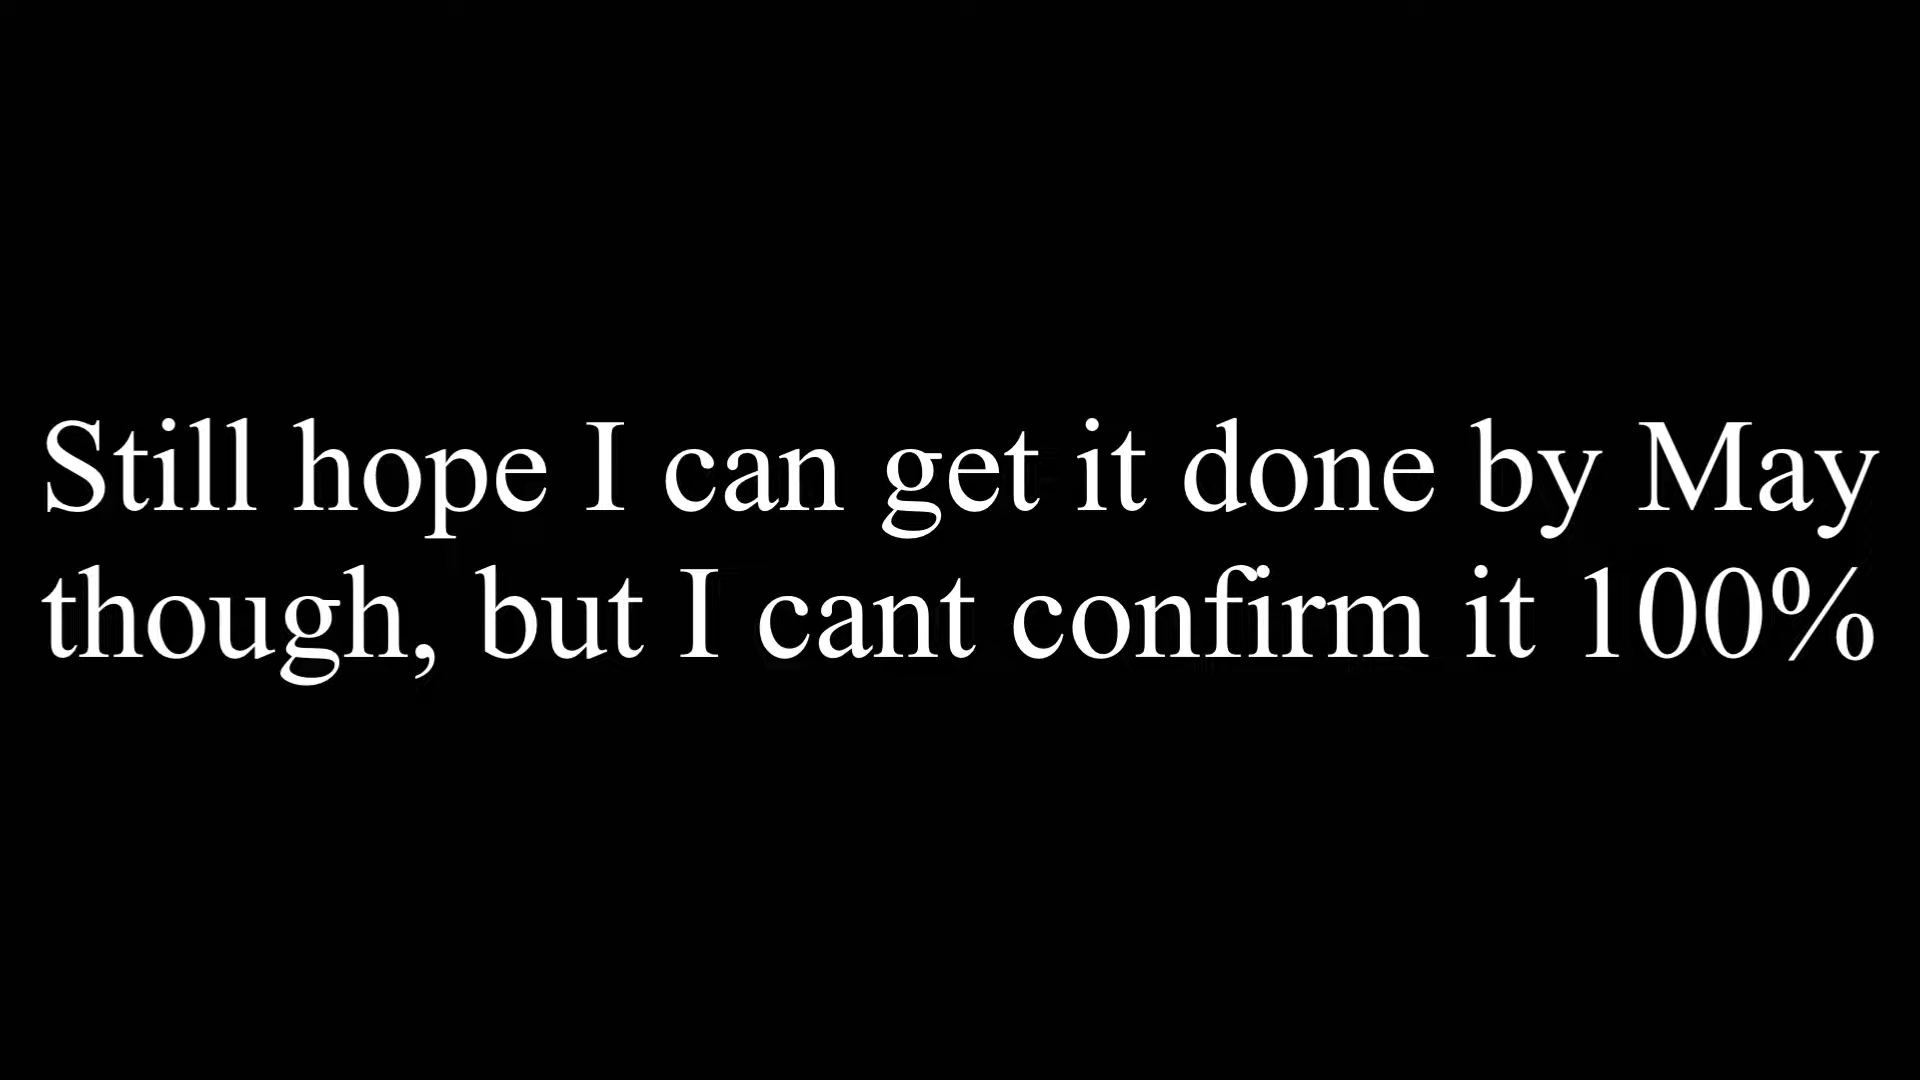 Still hope I can get it done by May
though, but I cant confirm it 100%